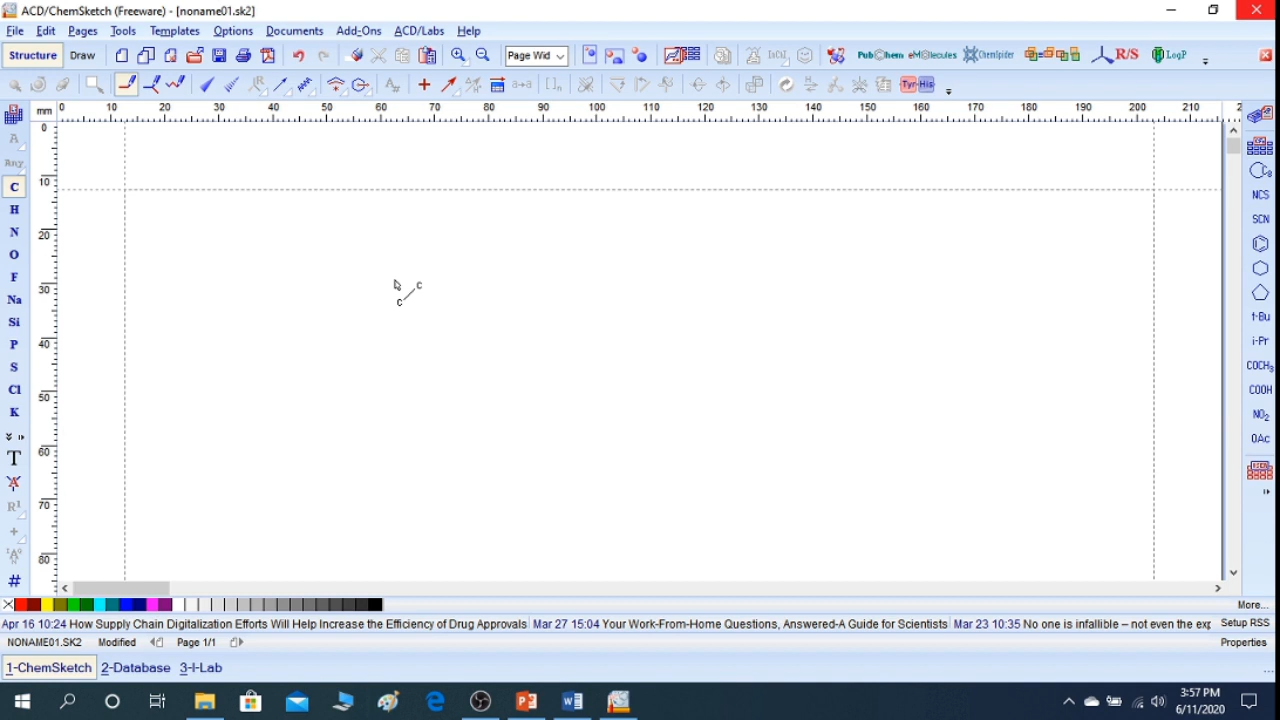 ACD/ChemSketch (Freeware) - [noname01.sk2]
File Edit Pages Tools Templates Options Documents Add-Ons ACD/Labs Help
Structure Draw Page Wid PubChem eMolecules ChemSpider R/S LogP
Tyr His
mm 0 10 20 30 40 50 60 70 80 90 100 110 120 130 140 150 160 170 180 190 200 210 2
0
10
20
30
40
50
60
70
80
A
Any
C
H
N
O
F
Na
Si
P
S
Cl
K
T
A
R1
#
C
C
NCS
SCN
t-Bu
i-Pr
COCH3
COOH
NO2
OAc
More...
Apr 16 10:24 How Supply Chain Digitalization Efforts Will Help Increase the Efficiency of Drug Approvals Mar 27 15:04 Your Work-From-Home Questions, Answered-A Guide for Scientists Mar 23 10:35 No one is infallible – not even the exp Setup RSS
NONAME01.SK2 Modified Page 1/1 Properties
1-ChemSketch 2-Database 3-I-Lab
3:57 PM
6/11/2020